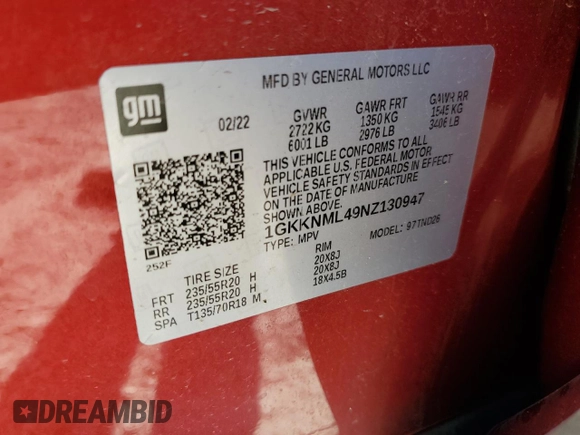 gm
MFD BY GENERAL MOTORS LLC
02/22
GVWR GAWR FRT GAWR RR
2722 KG 1350 KG 1545 KG
6001 LB 2976 LB 3406 LB
THIS VEHICLE CONFORMS TO ALL
APPLICABLE U.S. FEDERAL MOTOR
VEHICLE SAFETY STANDARDS IN EFFECT
ON THE DATE OF MANUFACTURE
SHOWN ABOVE.
1GKKNML49NZ130947
TYPE: MPV MODEL: 97TND26
252F
TIRE SIZE RIM
FRT 235/55R20 H 20X8J
RR 235/55R20 H 20X8J
SPA T135/70R18 M 18X4.5B
DREAMBID